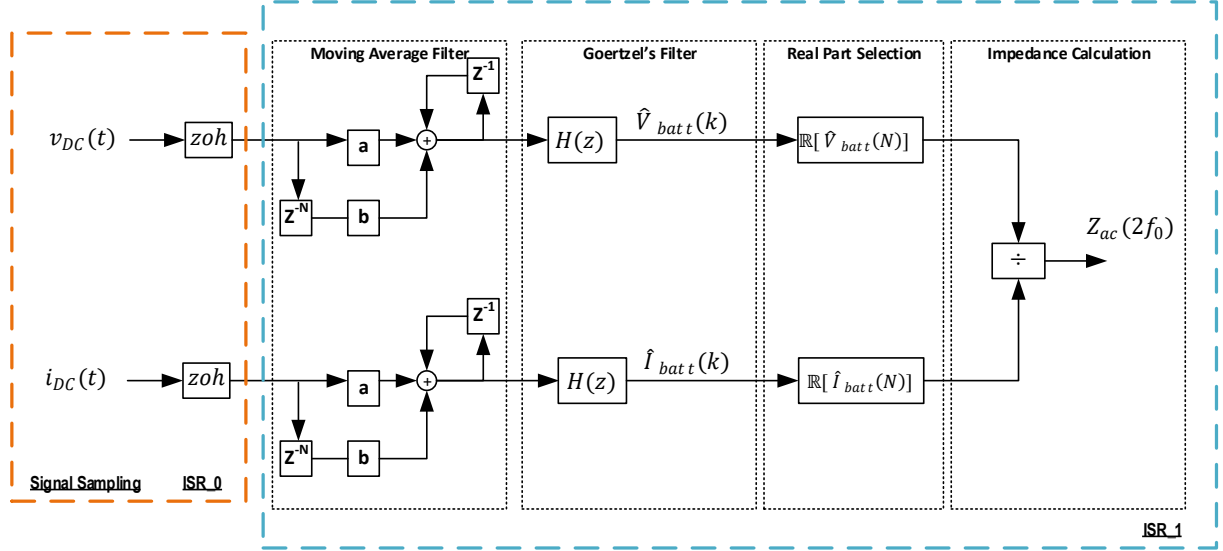 Moving Average Filter
Goertzel's Filter
Real Part Selection
Impedance Calculation
Z⁻¹
v_DC(t)
zoh
a
+
H(z)
V̂_batt(k)
ℝ[V̂_batt(N)]
Z⁻ᴺ
b
Z_ac(2f₀)
÷
Z⁻¹
i_DC(t)
zoh
a
+
H(z)
Î_batt(k)
ℝ[Î_batt(N)]
Z⁻ᴺ
b
Signal Sampling
ISR_0
ISR_1